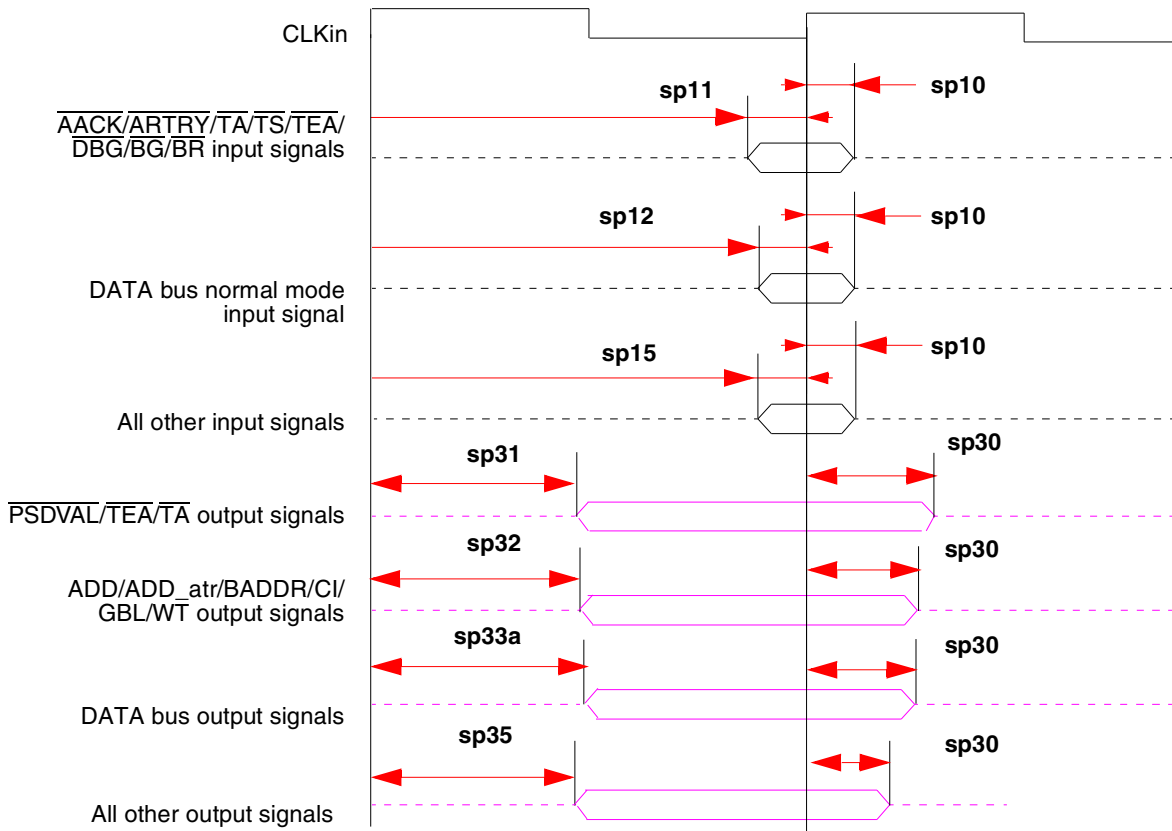 CLKin
sp11
sp10
AACK/ARTRY/TA/TS/TEA/
DBG/BG/BR input signals
sp12
sp10
DATA bus normal mode
input signal
sp15
sp10
All other input signals
sp31
sp30
PSDVAL/TEA/TA output signals
sp32
sp30
ADD/ADD_atr/BADDR/CI/
GBL/WT output signals
sp33a
sp30
DATA bus output signals
sp35
sp30
All other output signals